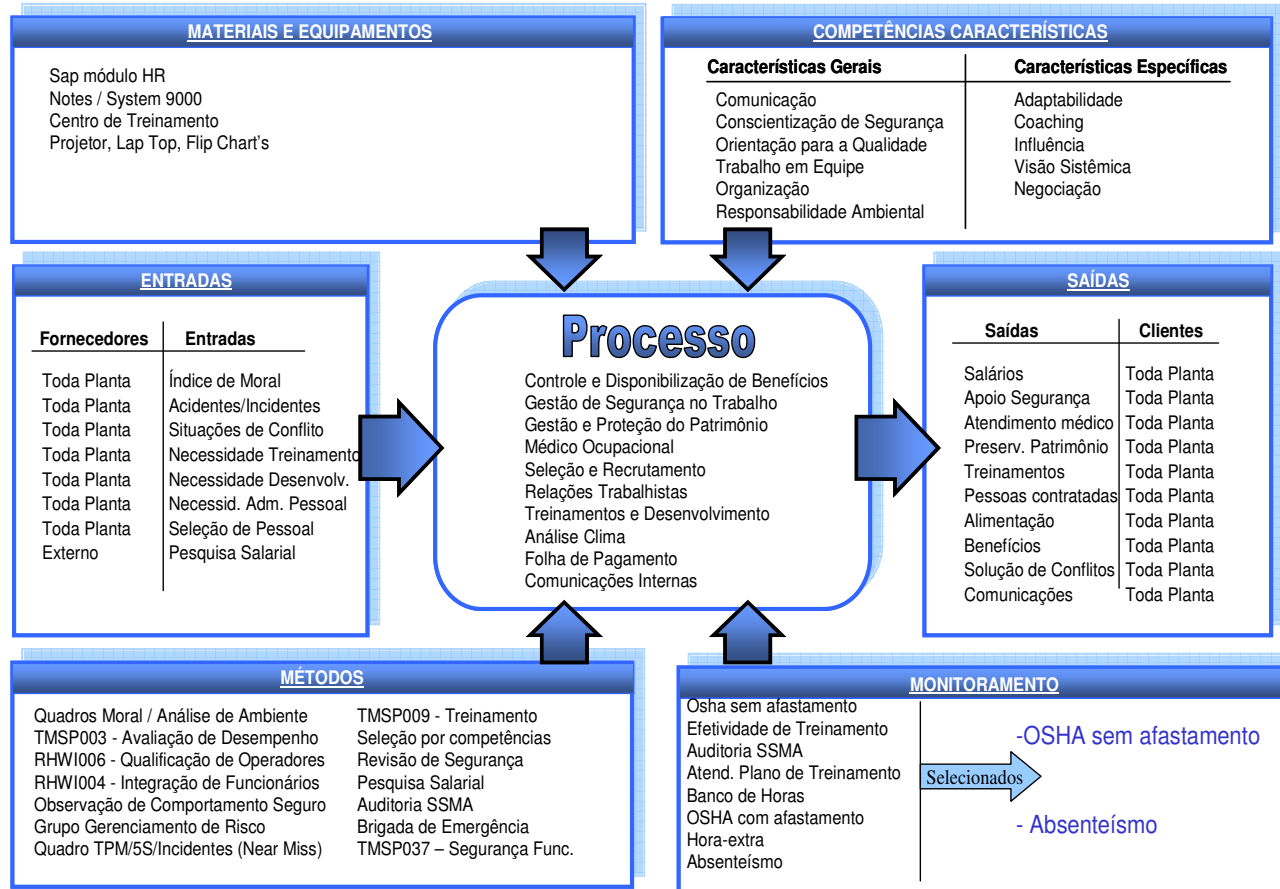 MATERIAIS E EQUIPAMENTOS
Sap módulo HR
Notes / System 9000
Centro de Treinamento
Projetor, Lap Top, Flip Chart's
COMPETÊNCIAS CARACTERÍSTICAS
Características Gerais Características Específicas
Comunicação Adaptabilidade
Conscientização de Segurança Coaching
Orientação para a Qualidade Influência
Trabalho em Equipe Visão Sistêmica
Organização Negociação
Responsabilidade Ambiental
ENTRADAS
Fornecedores Entradas
Toda Planta Índice de Moral
Toda Planta Acidentes/Incidentes
Toda Planta Situações de Conflito
Toda Planta Necessidade Treinamento
Toda Planta Necessidade Desenvolv.
Toda Planta Necessid. Adm. Pessoal
Toda Planta Seleção de Pessoal
Externo Pesquisa Salarial
Processo
Controle e Disponibilização de Benefícios
Gestão de Segurança no Trabalho
Gestão e Proteção do Patrimônio
Médico Ocupacional
Seleção e Recrutamento
Relações Trabalhistas
Treinamentos e Desenvolvimento
Análise Clima
Folha de Pagamento
Comunicações Internas
SAÍDAS
Saídas Clientes
Salários Toda Planta
Apoio Segurança Toda Planta
Atendimento médico Toda Planta
Preserv. Patrimônio Toda Planta
Treinamentos Toda Planta
Pessoas contratadas Toda Planta
Alimentação Toda Planta
Benefícios Toda Planta
Solução de Conflitos Toda Planta
Comunicações Toda Planta
MÉTODOS
Quadros Moral / Análise de Ambiente TMSP009 - Treinamento
TMSP003 - Avaliação de Desempenho Seleção por competências
RHWI006 - Qualificação de Operadores Revisão de Segurança
RHWI004 - Integração de Funcionários Pesquisa Salarial
Observação de Comportamento Seguro Auditoria SSMA
Grupo Gerenciamento de Risco Brigada de Emergência
Quadro TPM/5S/Incidentes (Near Miss) TMSP037 – Segurança Func.
MONITORAMENTO
Osha sem afastamento
Efetividade de Treinamento
Auditoria SSMA
Atend. Plano de Treinamento
Banco de Horas
OSHA com afastamento
Hora-extra
Absenteísmo
Selecionados
-OSHA sem afastamento
- Absenteísmo